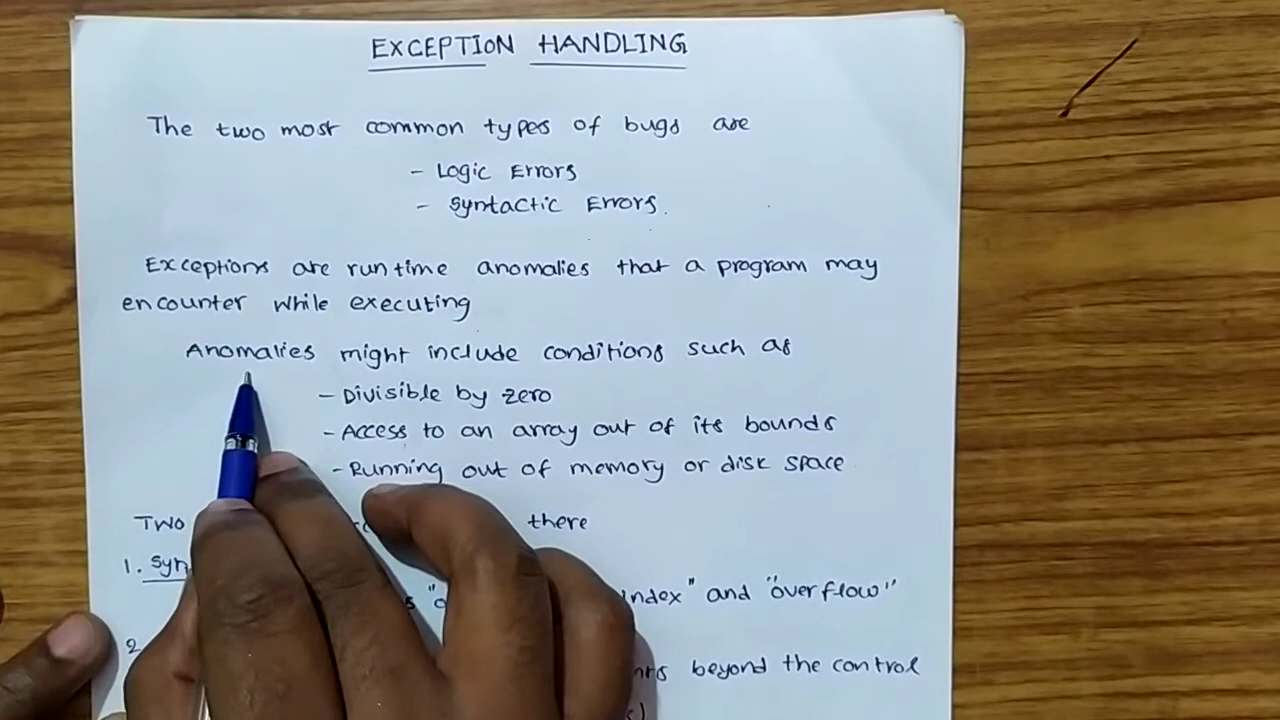 EXCEPTION HANDLING
The two most common types of bugs are
- Logic Errors
- Syntactic Errors.
Exceptions are runtime anomalies that a program may
encounter while executing
Anomalies might include conditions such as
- Divisible by zero
- Access to an array out of its bounds
- Running out of memory or disk space
Two there
1. Syn
index" and "overflow"
2 beyond the control